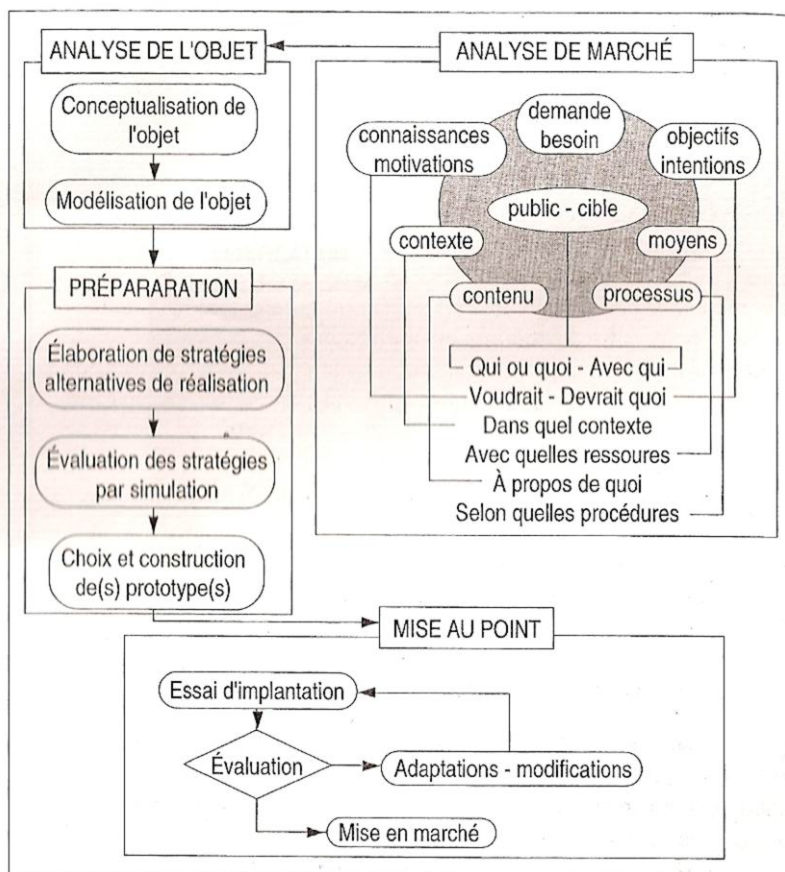 ANALYSE DE L'OBJET
Conceptualisation de
l'objet
Modélisation de l'objet
ANALYSE DE MARCHÉ
demande
besoin
connaissances
motivations
objectifs
intentions
public - cible
contexte
moyens
contenu
processus
Qui ou quoi - Avec qui
Voudrait - Devrait quoi
Dans quel contexte
Avec quelles ressoures
À propos de quoi
Selon quelles procédures
PRÉPARARATION
Élaboration de stratégies
alternatives de réalisation
Évaluation des stratégies
par simulation
Choix et construction
de(s) prototype(s)
MISE AU POINT
Essai d'implantation
Évaluation
Adaptations - modifications
Mise en marché